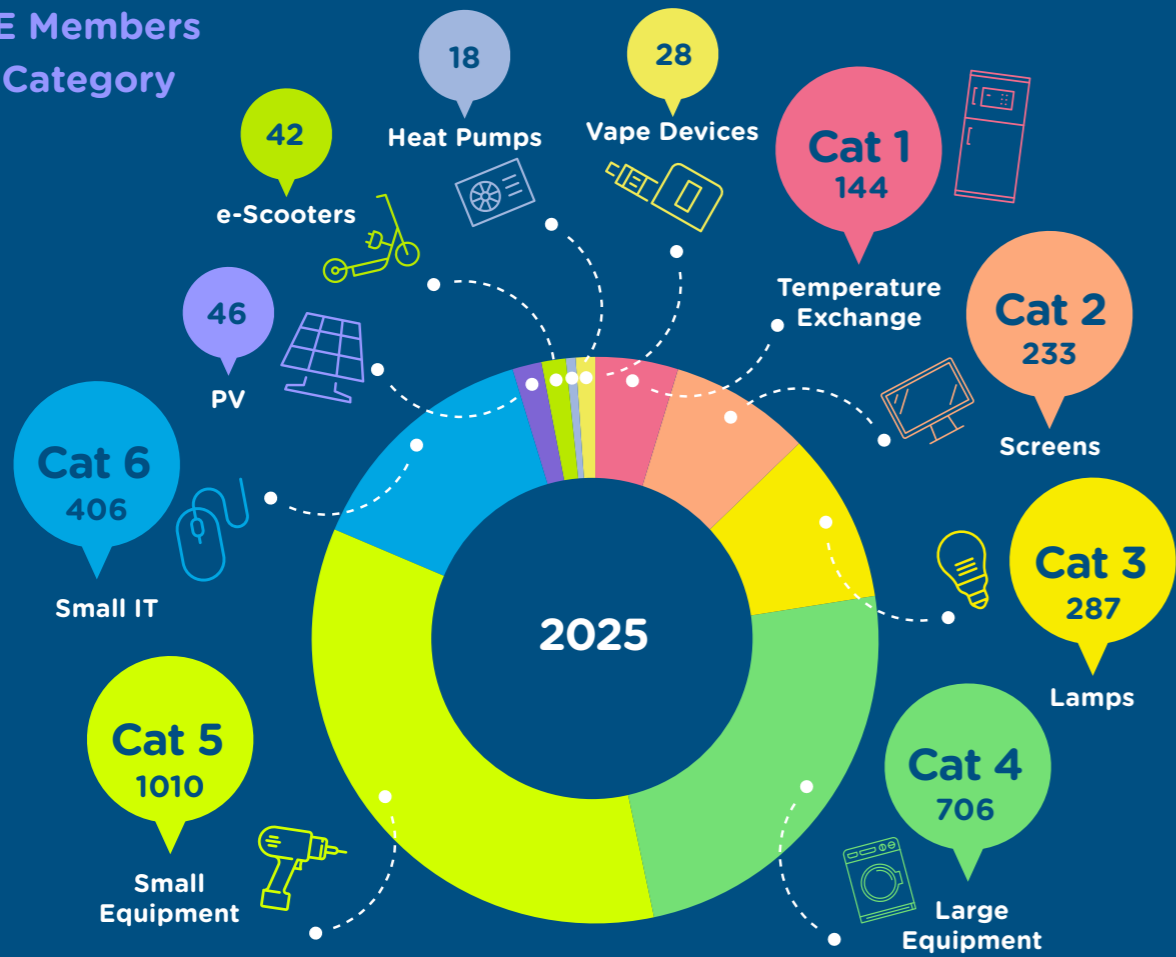 E Members
Category
18
Heat Pumps
28
Vape Devices
42
e-Scooters
46
PV
Cat 1
144
Temperature
Exchange
Cat 2
233
Screens
Cat 3
287
Lamps
Cat 4
706
Large
Equipment
Cat 5
1010
Small
Equipment
Cat 6
406
Small IT
2025